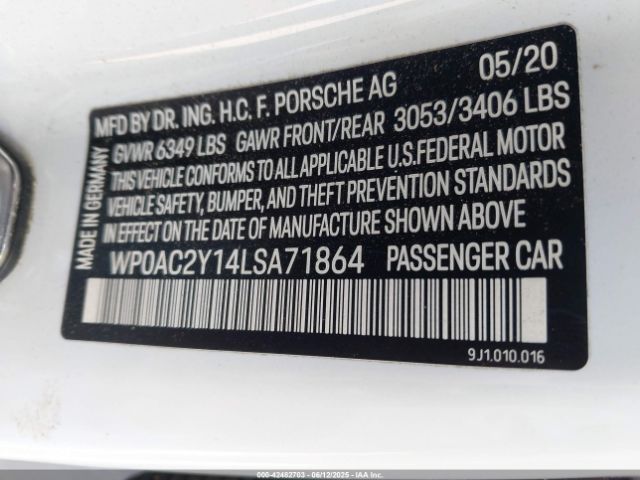 MADE IN GERMANY
MFD BY DR. ING. H.C. F. PORSCHE AG 05/20
GVWR 6349 LBS GAWR FRONT/REAR 3053/3406 LBS
THIS VEHICLE CONFORMS TO ALL APPLICABLE U.S.FEDERAL MOTOR
VEHICLE SAFETY, BUMPER, AND THEFT PREVENTION STANDARDS
IN EFFECT ON THE DATE OF MANUFACTURE SHOWN ABOVE
WP0AC2Y14LSA71864 PASSENGER CAR
9J1.010.016
000-42482703 - 06/12/2025 - IAAI.COM